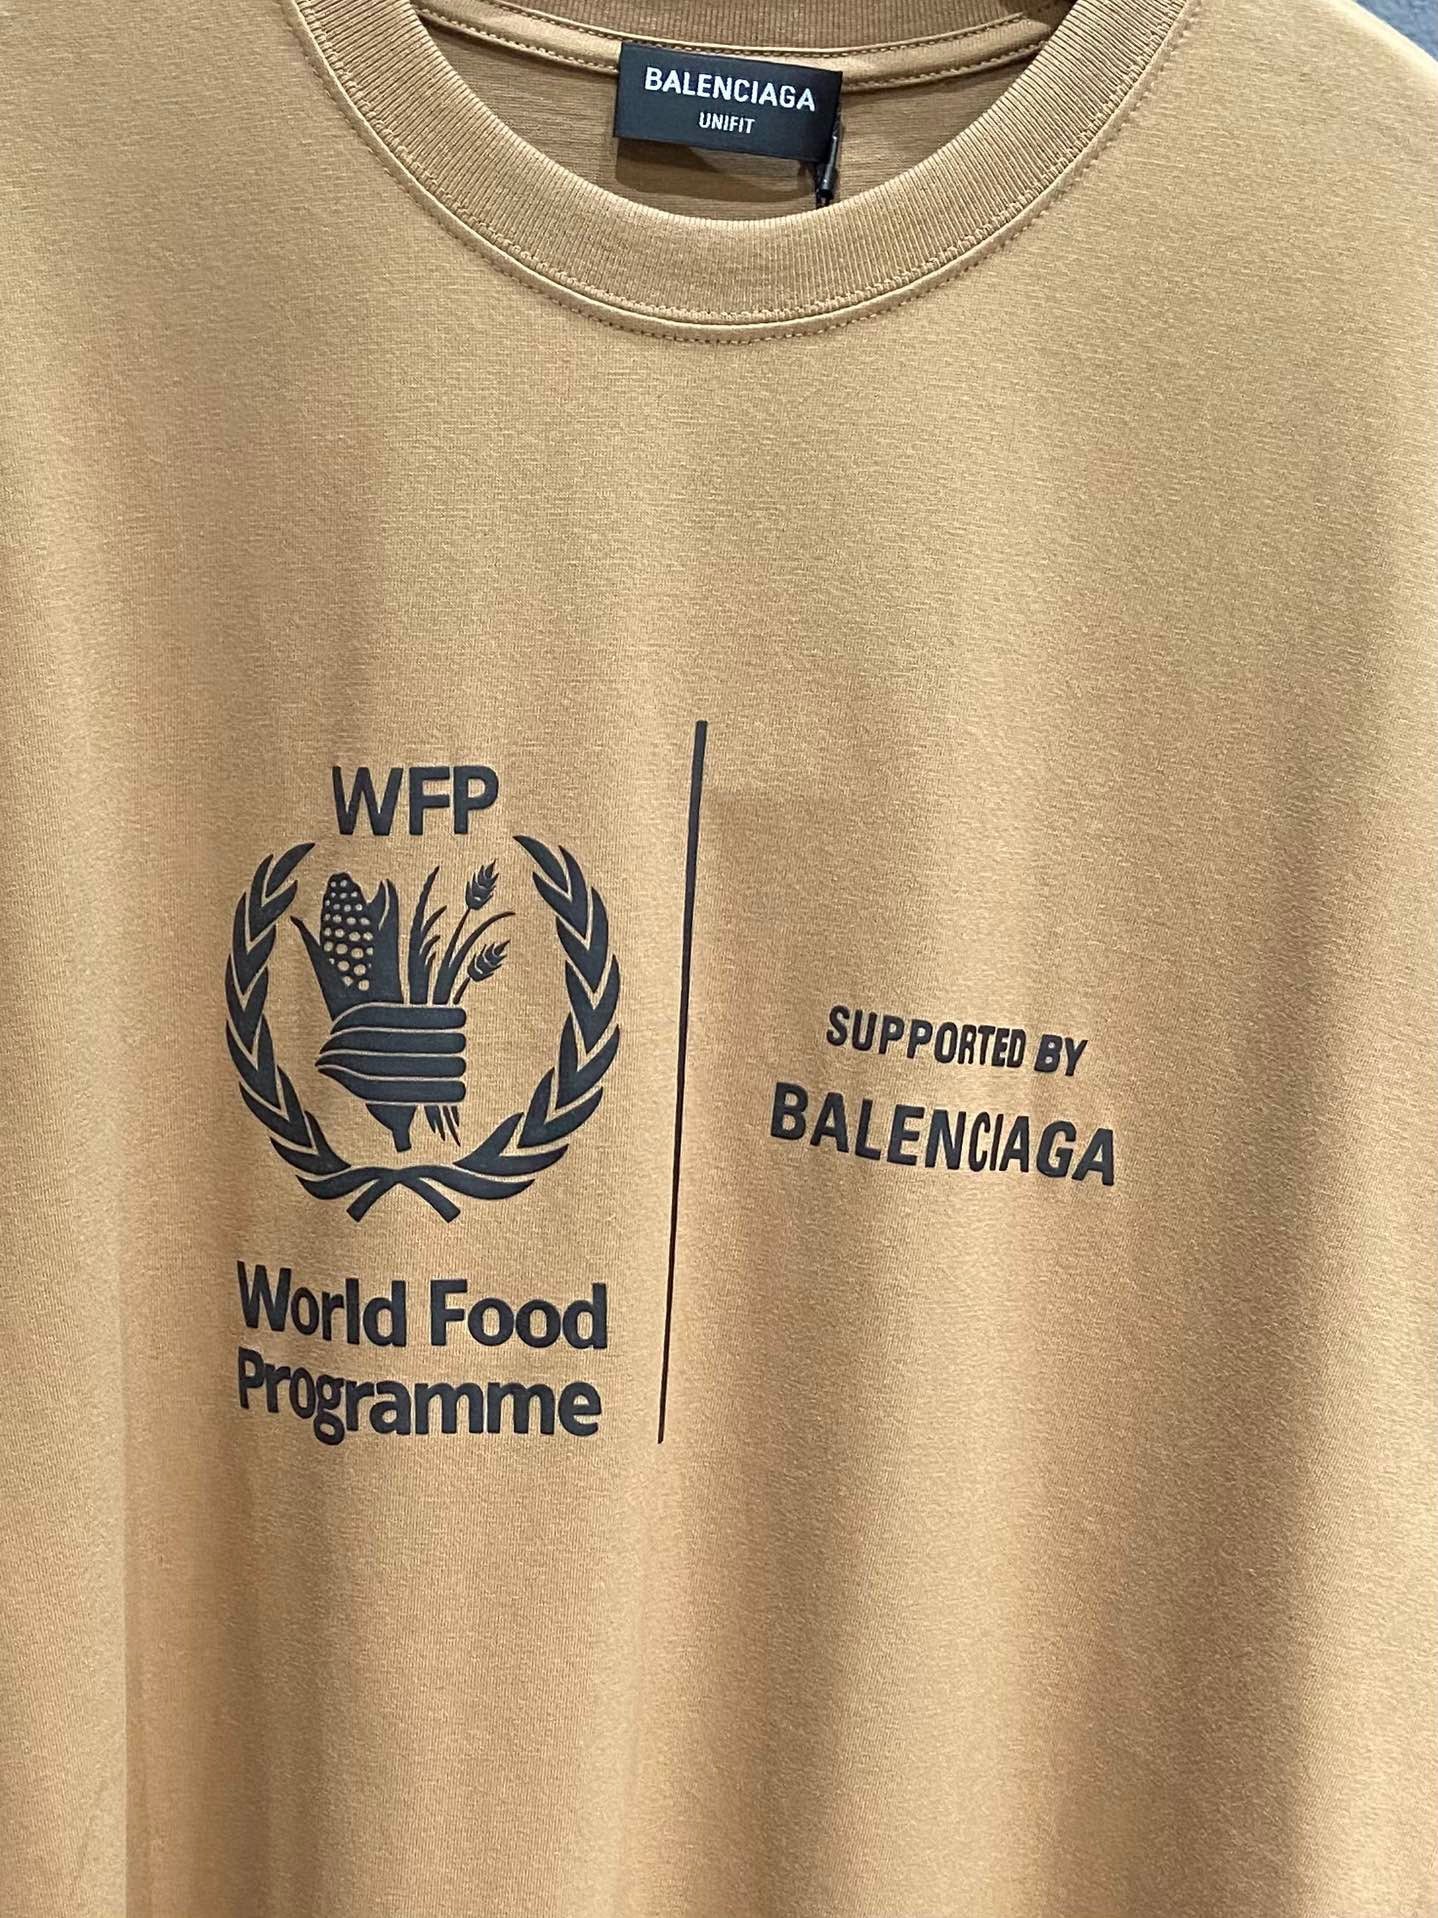 BALENCIAGA
UNIFIT
WFP
World Food
Programme
SUPPORTED BY
BALENCIAGA